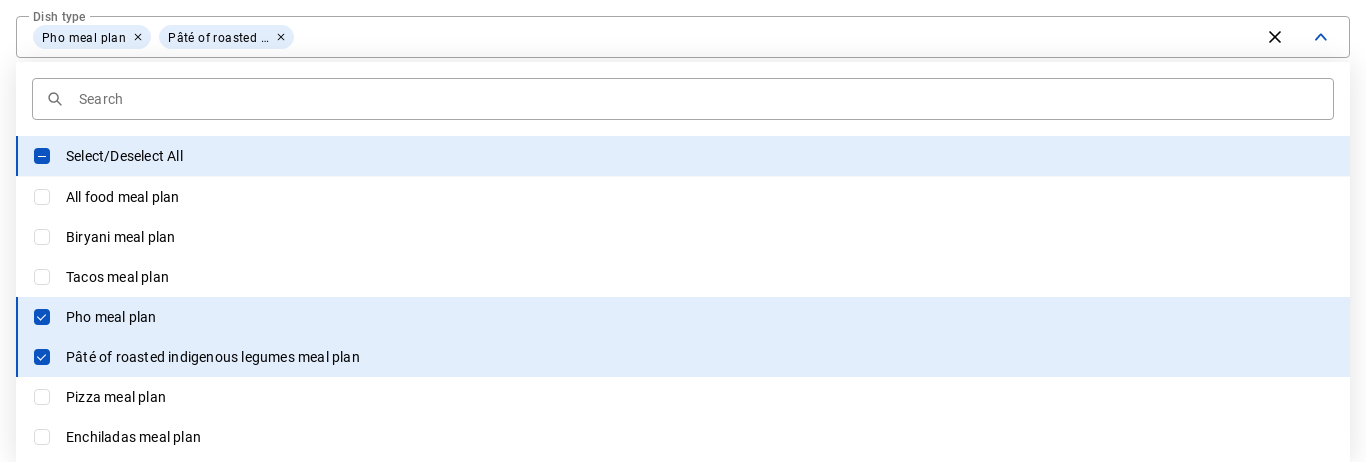 Dish type
Pho meal plan Pâté of roasted ...
Search
Select/Deselect All
All food meal plan
Biryani meal plan
Tacos meal plan
Pho meal plan
Pâté of roasted indigenous legumes meal plan
Pizza meal plan
Enchiladas meal plan